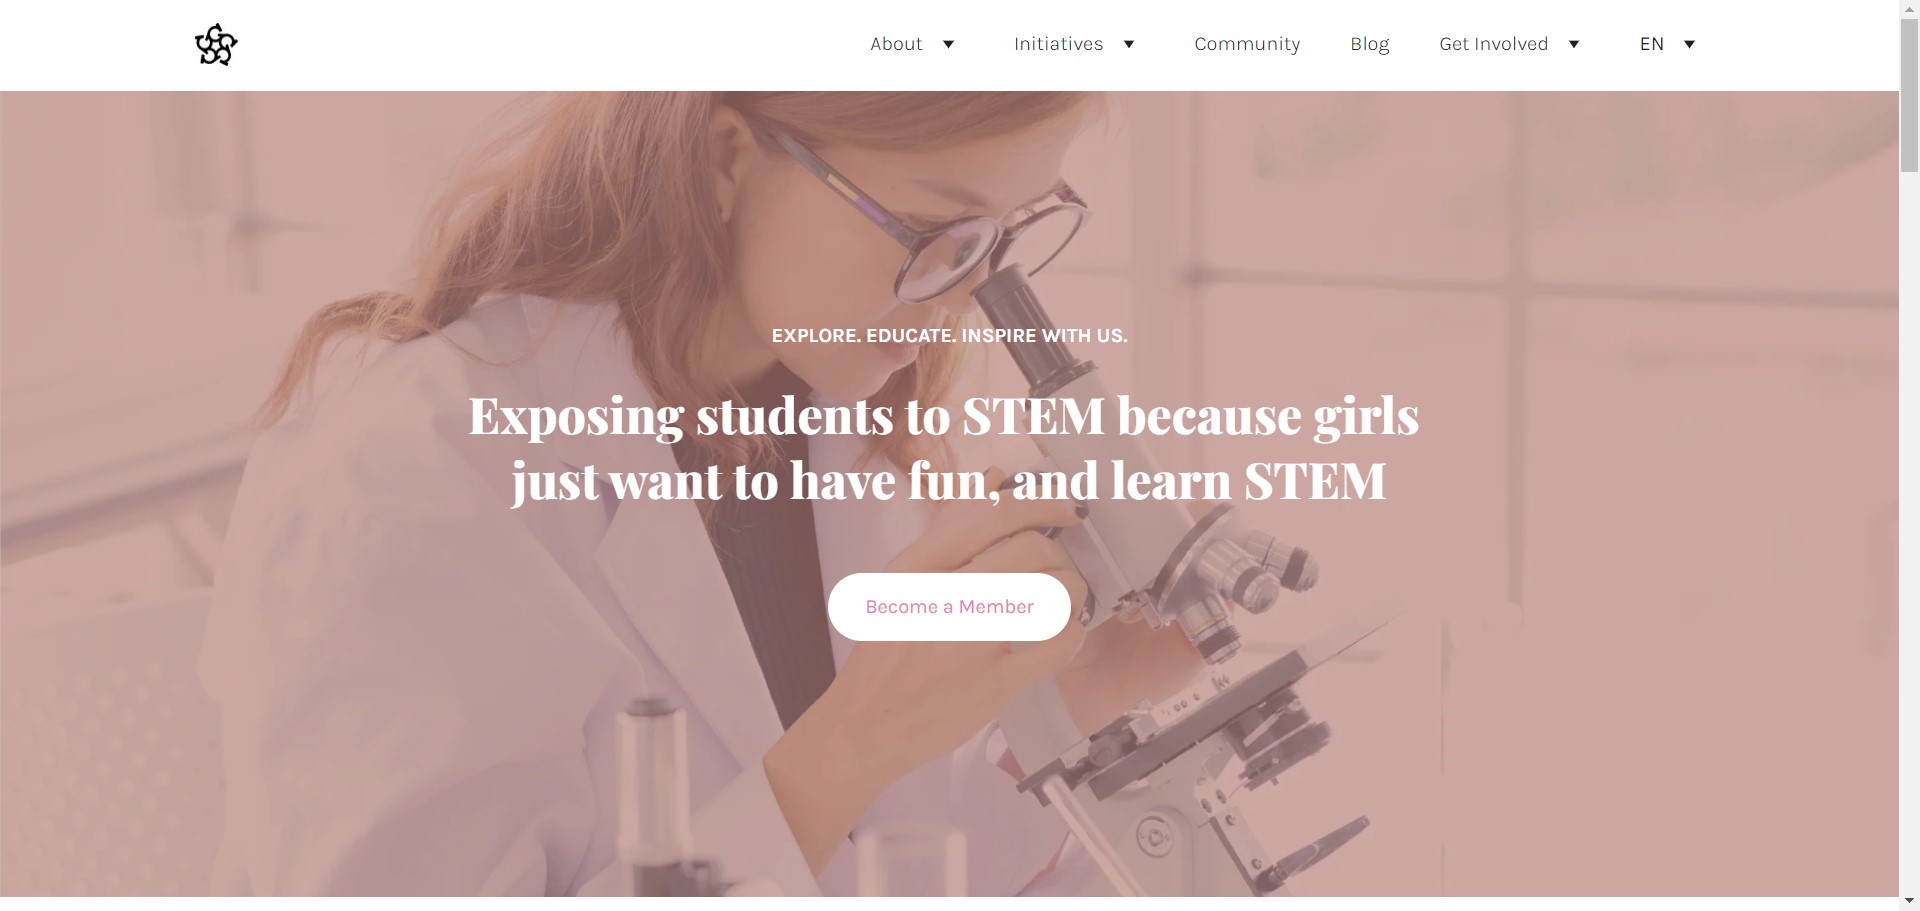 About
Initiatives
Community
Blog
Get Involved
EN
EXPLORE. EDUCATE. INSPIRE WITH US.
Exposing students to STEM because girls
just want to have fun, and learn STEM
Become a Member